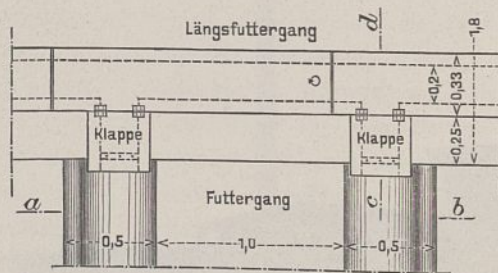 Längsfuttergang
d
1,8
0,2
0,33
Klappe
Klappe
0,25
a
Futtergang
c
b
0,5
1,0
0,5